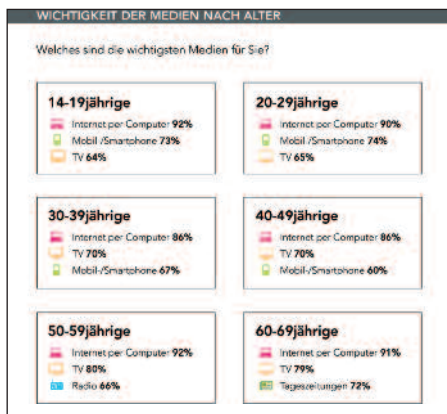 WICHTIGKEIT DER MEDIEN NACH ALTER
Welches sind die wichtigsten Medien für Sie?
14-19jährige
Internet per Computer 92%
Mobil-/Smartphone 73%
TV 64%
20-29jährige
Internet per Computer 90%
Mobil-/Smartphone 74%
TV 65%
30-39jährige
Internet per Computer 86%
TV 70%
Mobil-/Smartphone 67%
40-49jährige
Internet per Computer 86%
TV 70%
Mobil-/Smartphone 60%
50-59jährige
Internet per Computer 92%
TV 80%
Radio 66%
60-69jährige
Internet per Computer 91%
TV 79%
Tageszeitungen 72%